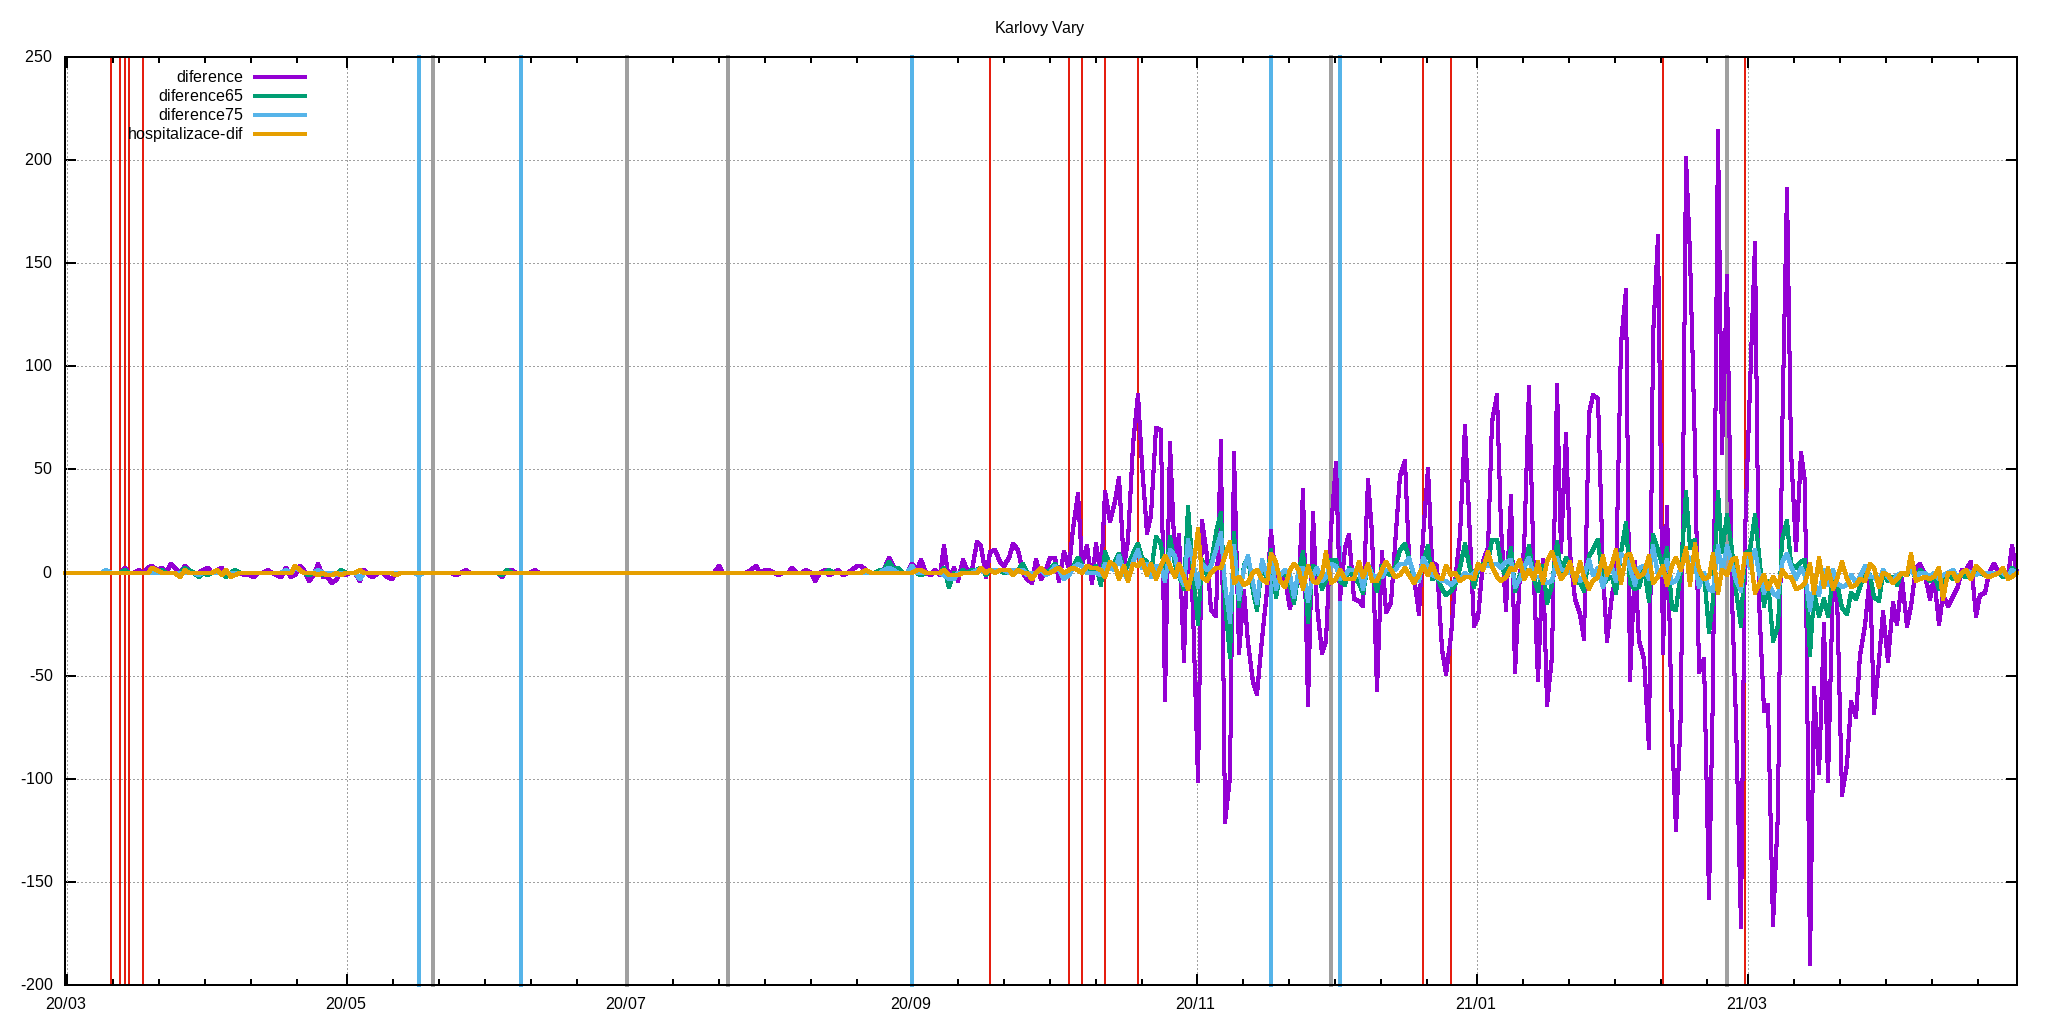 Karlovy Vary
250
200
150
100
50
0
-50
-100
-150
-200
diference
diference65
diference75
hospitalizace-dif
20/03 20/05 20/07 20/09 20/11 21/01 21/03